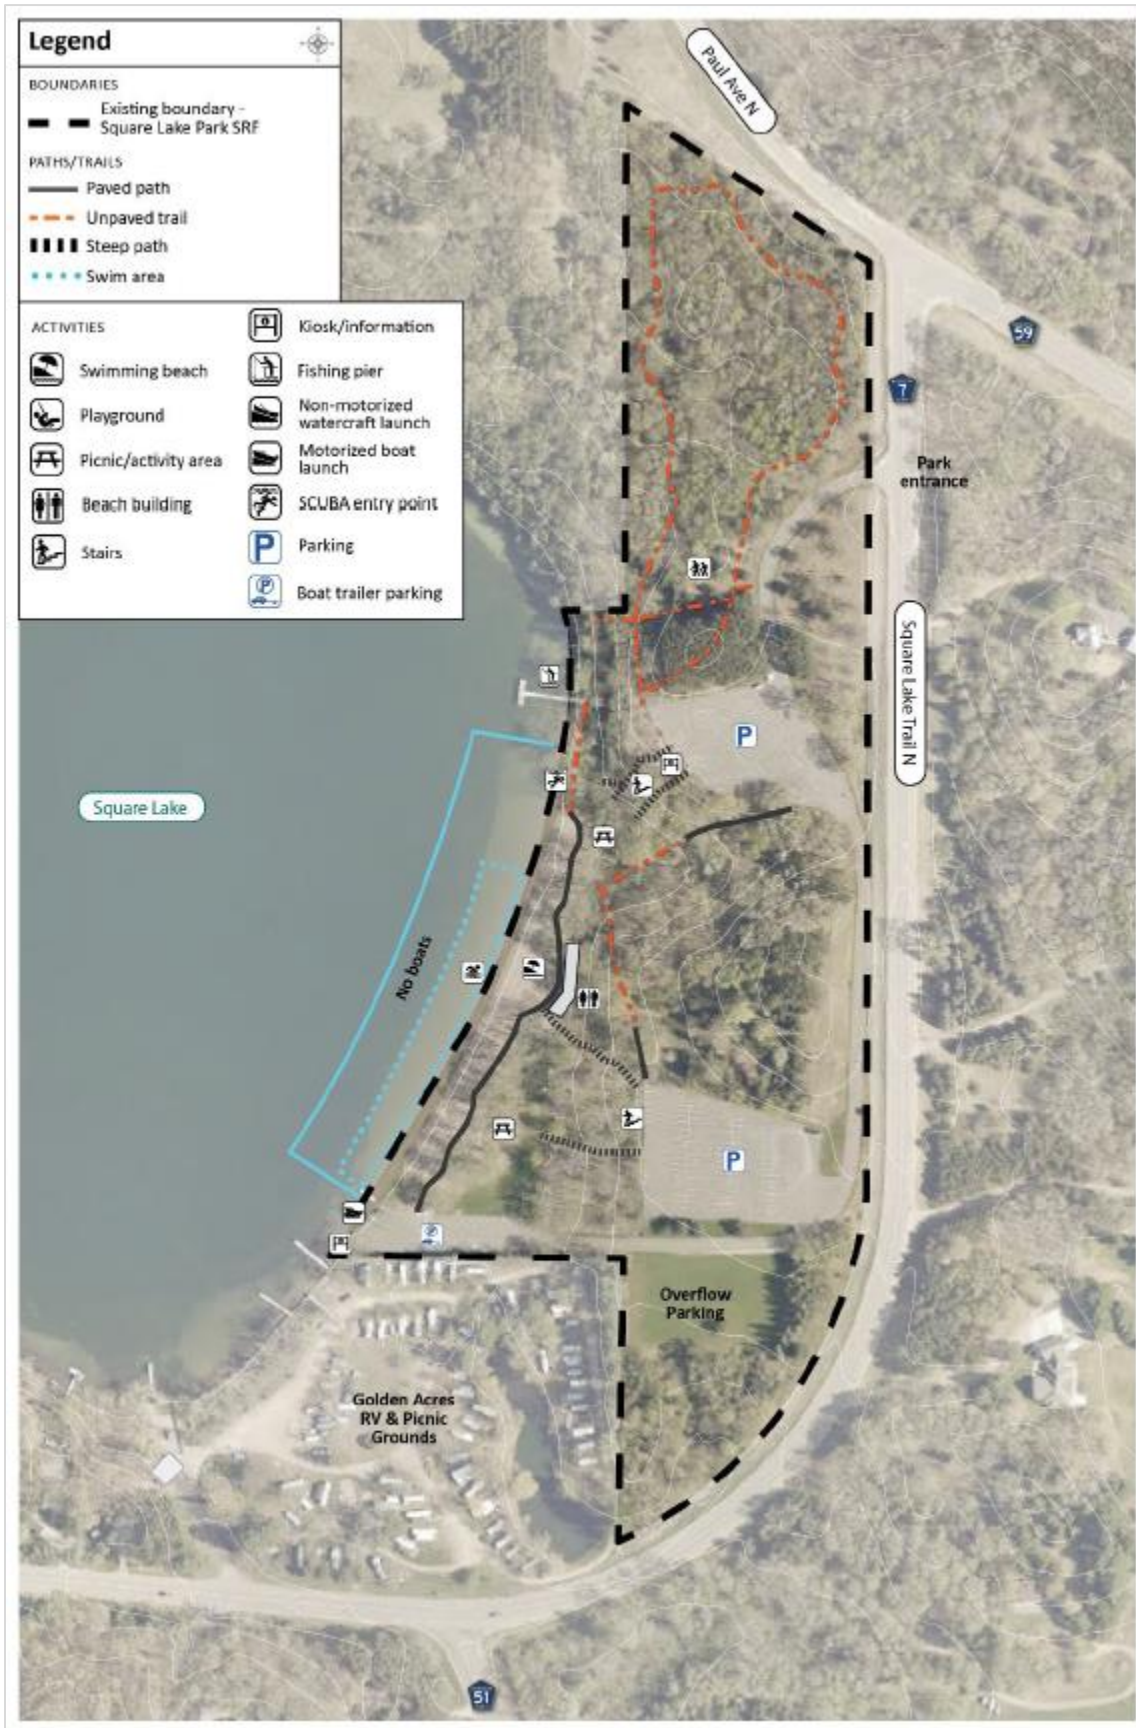 Legend
BOUNDARIES
Existing boundary -
Square Lake Park SRF
PATHS/TRAILS
Paved path
Unpaved trail
Steep path
Swim area
ACTIVITIES
Swimming beach
Playground
Picnic/activity area
Beach building
Stairs
Kiosk/information
Fishing pier
Non-motorized
watercraft launch
Motorized boat
launch
SCUBA entry point
P
Parking
P
Boat trailer parking
Paul Ave N
59
7
Park
entrance
Square Lake Trail N
P
Square Lake
No boats
P
P
Overflow
Parking
Golden Acres
RV & Picnic
Grounds
51